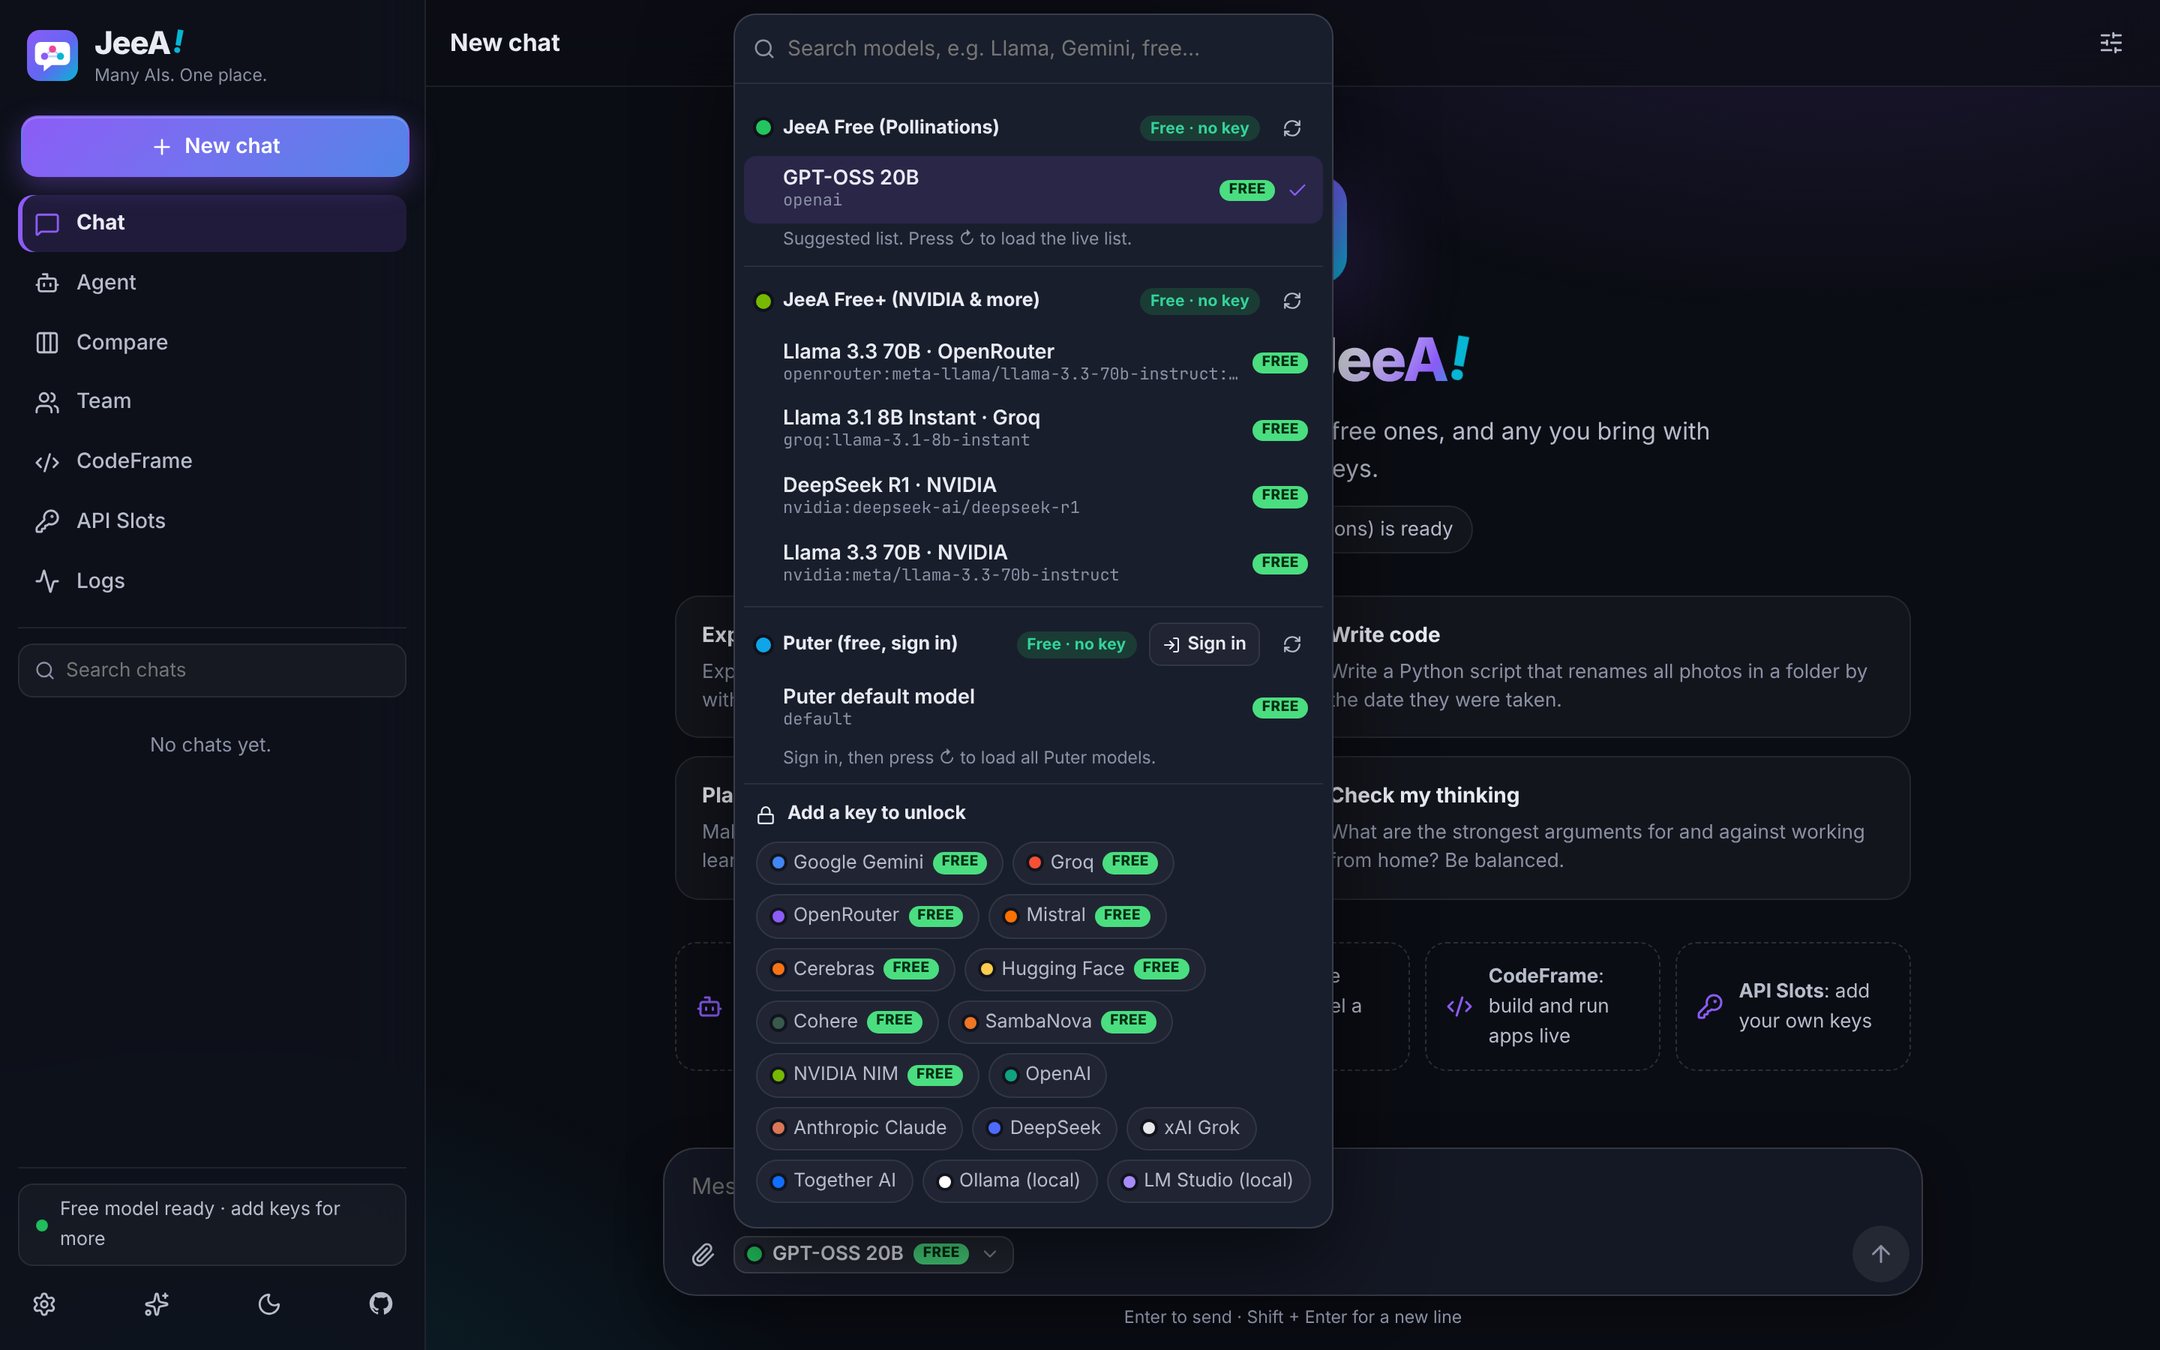 JeeA!
Many AIs. One place.
New chat
Chat
Agent
Compare
Team
CodeFrame
API Slots
Logs
Search chats
No chats yet.
Free model ready · add keys for
more
New chat
Search models, e.g. Llama, Gemini, free...
JeeA Free (Pollinations)
Free · no key
GPT-OSS 20B
openai
FREE
Suggested list. Press ↻ to load the live list.
JeeA Free+ (NVIDIA & more)
Free · no key
Llama 3.3 70B · OpenRouter
openrouter:meta-llama/llama-3.3-70b-instruct:…
FREE
Llama 3.1 8B Instant · Groq
groq:llama-3.1-8b-instant
FREE
DeepSeek R1 · NVIDIA
nvidia:deepseek-ai/deepseek-r1
FREE
Llama 3.3 70B · NVIDIA
nvidia:meta/llama-3.3-70b-instruct
FREE
Puter (free, sign in)
Free · no key
Sign in
Puter default model
default
FREE
Sign in, then press ↻ to load all Puter models.
Add a key to unlock
Google Gemini FREE
Groq FREE
OpenRouter FREE
Mistral FREE
Cerebras FREE
Hugging Face FREE
Cohere FREE
SambaNova FREE
NVIDIA NIM FREE
OpenAI
Anthropic Claude
DeepSeek
xAI Grok
Together AI
Ollama (local)
LM Studio (local)
eeA!
free ones, and any you bring with
eys.
ons) is ready
Write code
Write a Python script that renames all photos in a folder by
the date they were taken.
Check my thinking
What are the strongest arguments for and against working
from home? Be balanced.
CodeFrame:
build and run
apps live
API Slots: add
your own keys
GPT-OSS 20B FREE
Enter to send · Shift + Enter for a new line